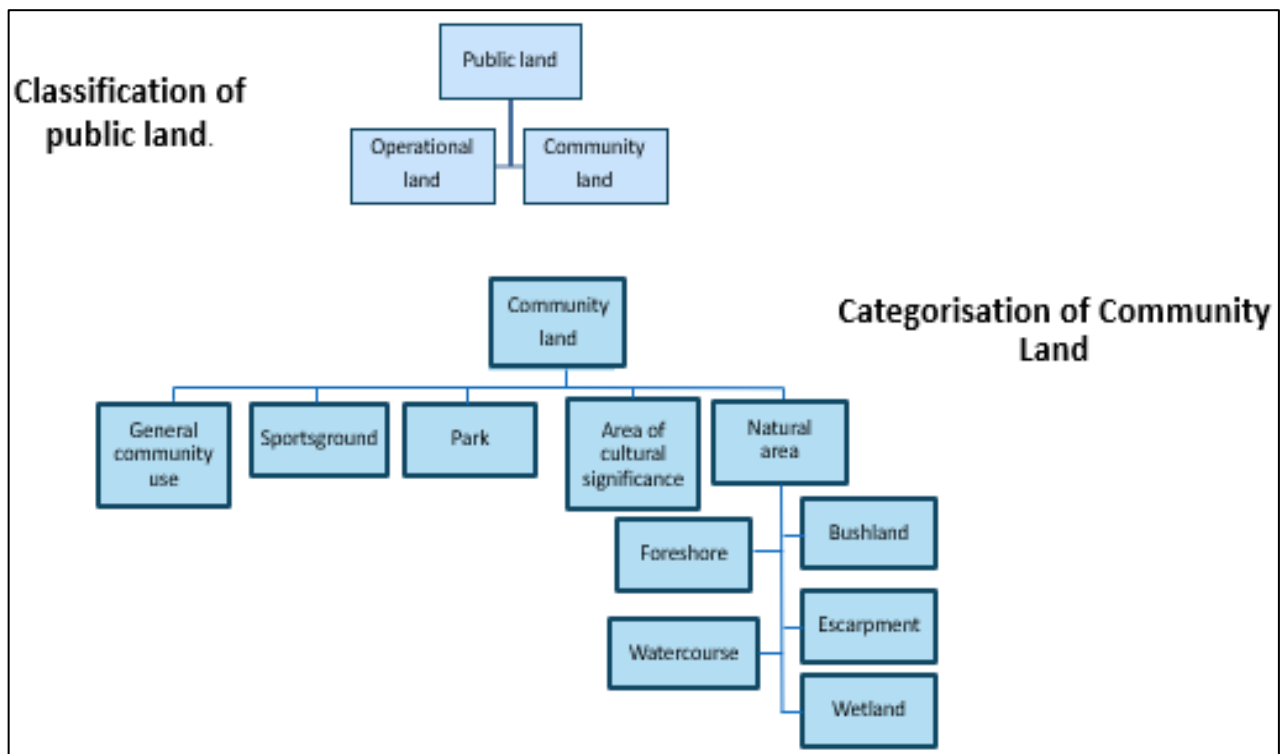 Classification of
public land.
Public land
Operational
land
Community
land
Categorisation of Community
Land
Community
land
General
community
use
Sportsground
Park
Area of
cultural
significance
Natural
area
Foreshore
Bushland
Watercourse
Escarpment
Wetland